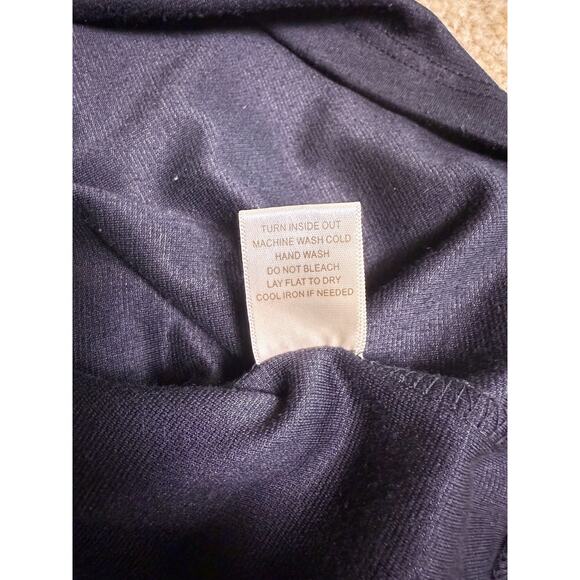 TURN INSIDE OUT
MACHINE WASH COLD
HAND WASH
DO NOT BLEACH
LAY FLAT TO DRY
COOL IRON IF NEEDED